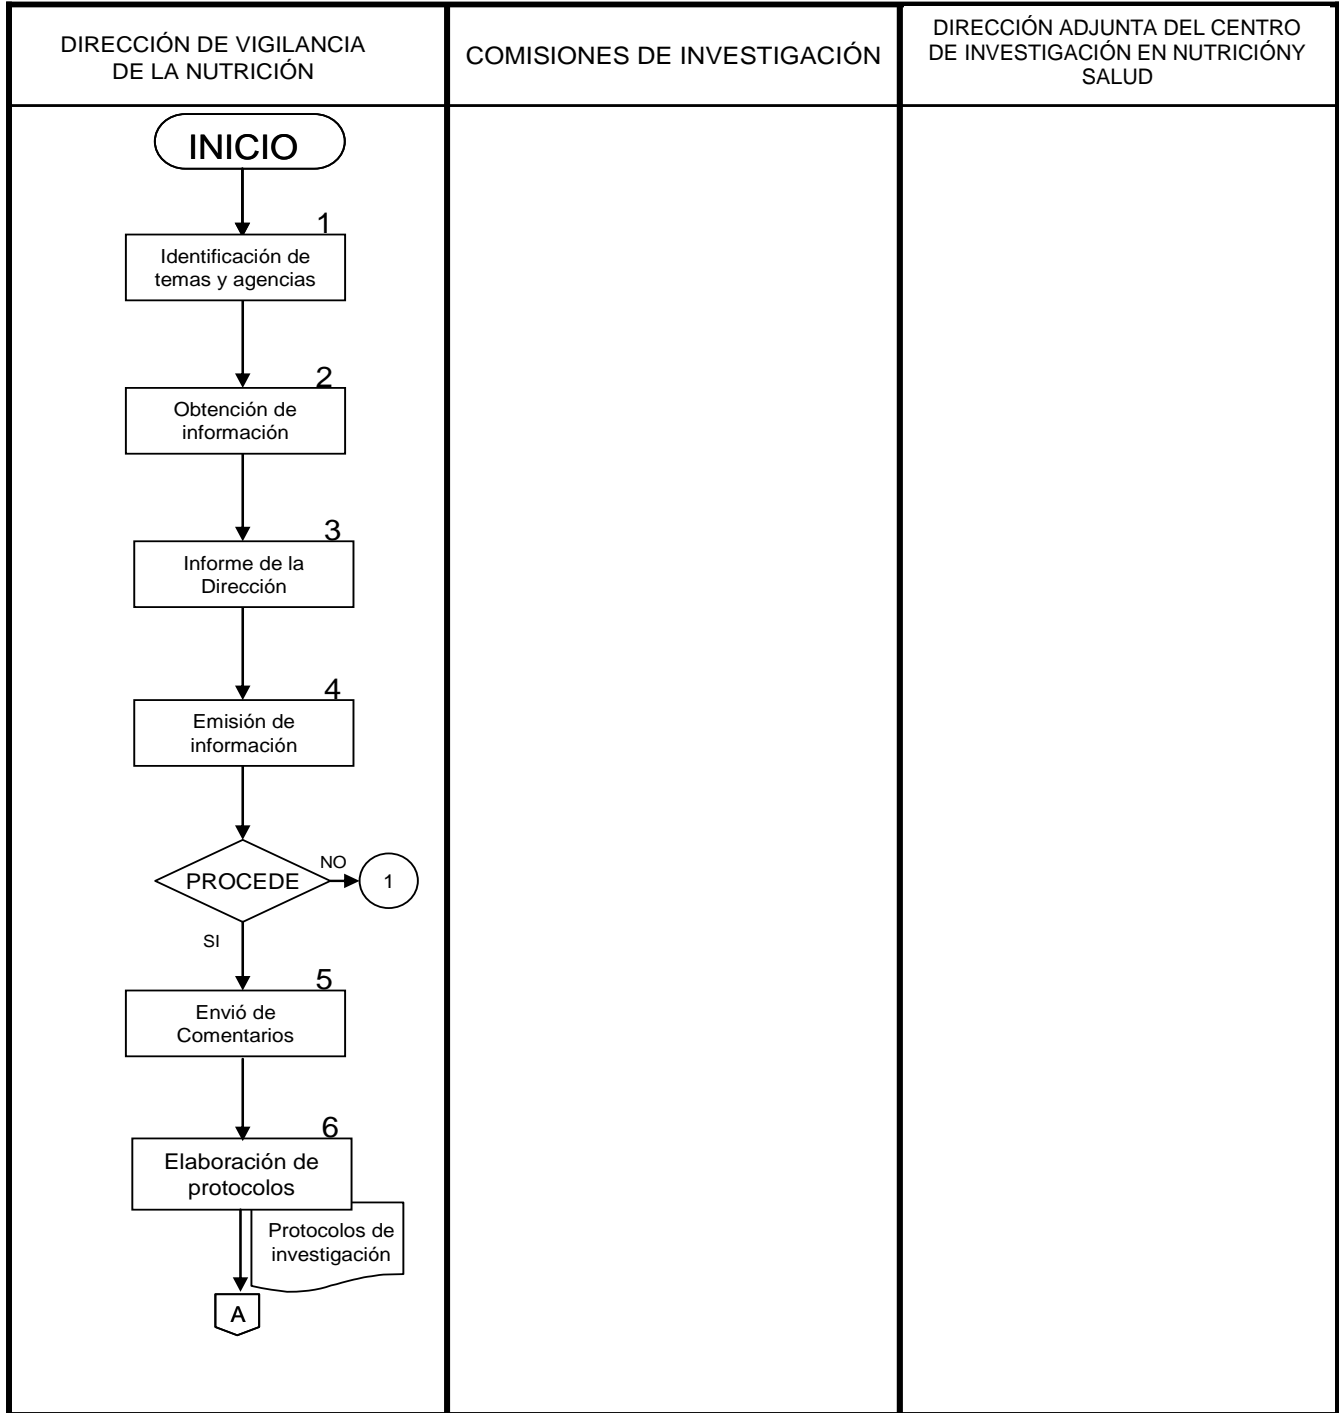 DIRECCIÓN DE VIGILANCIA
DE LA NUTRICIÓN
COMISIONES DE INVESTIGACIÓN
DIRECCIÓN ADJUNTA DEL CENTRO
DE INVESTIGACIÓN EN NUTRICIÓNY
SALUD
INICIO
1
Identificación de
temas y agencias
2
Obtención de
información
3
Informe de la
Dirección
4
Emisión de
información
PROCEDE
NO
1
SI
5
Envió de
Comentarios
6
Elaboración de
protocolos
Protocolos de
investigación
A